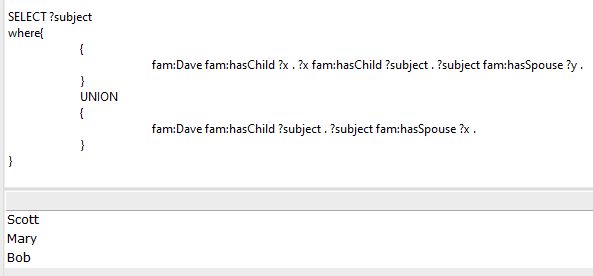 SELECT ?subject
where{
{
fam:Dave fam:hasChild ?x . ?x fam:hasChild ?subject . ?subject fam:hasSpouse ?y .
}
UNION
{
fam:Dave fam:hasChild ?subject . ?subject fam:hasSpouse ?x .
}
}
Scott
Mary
Bob